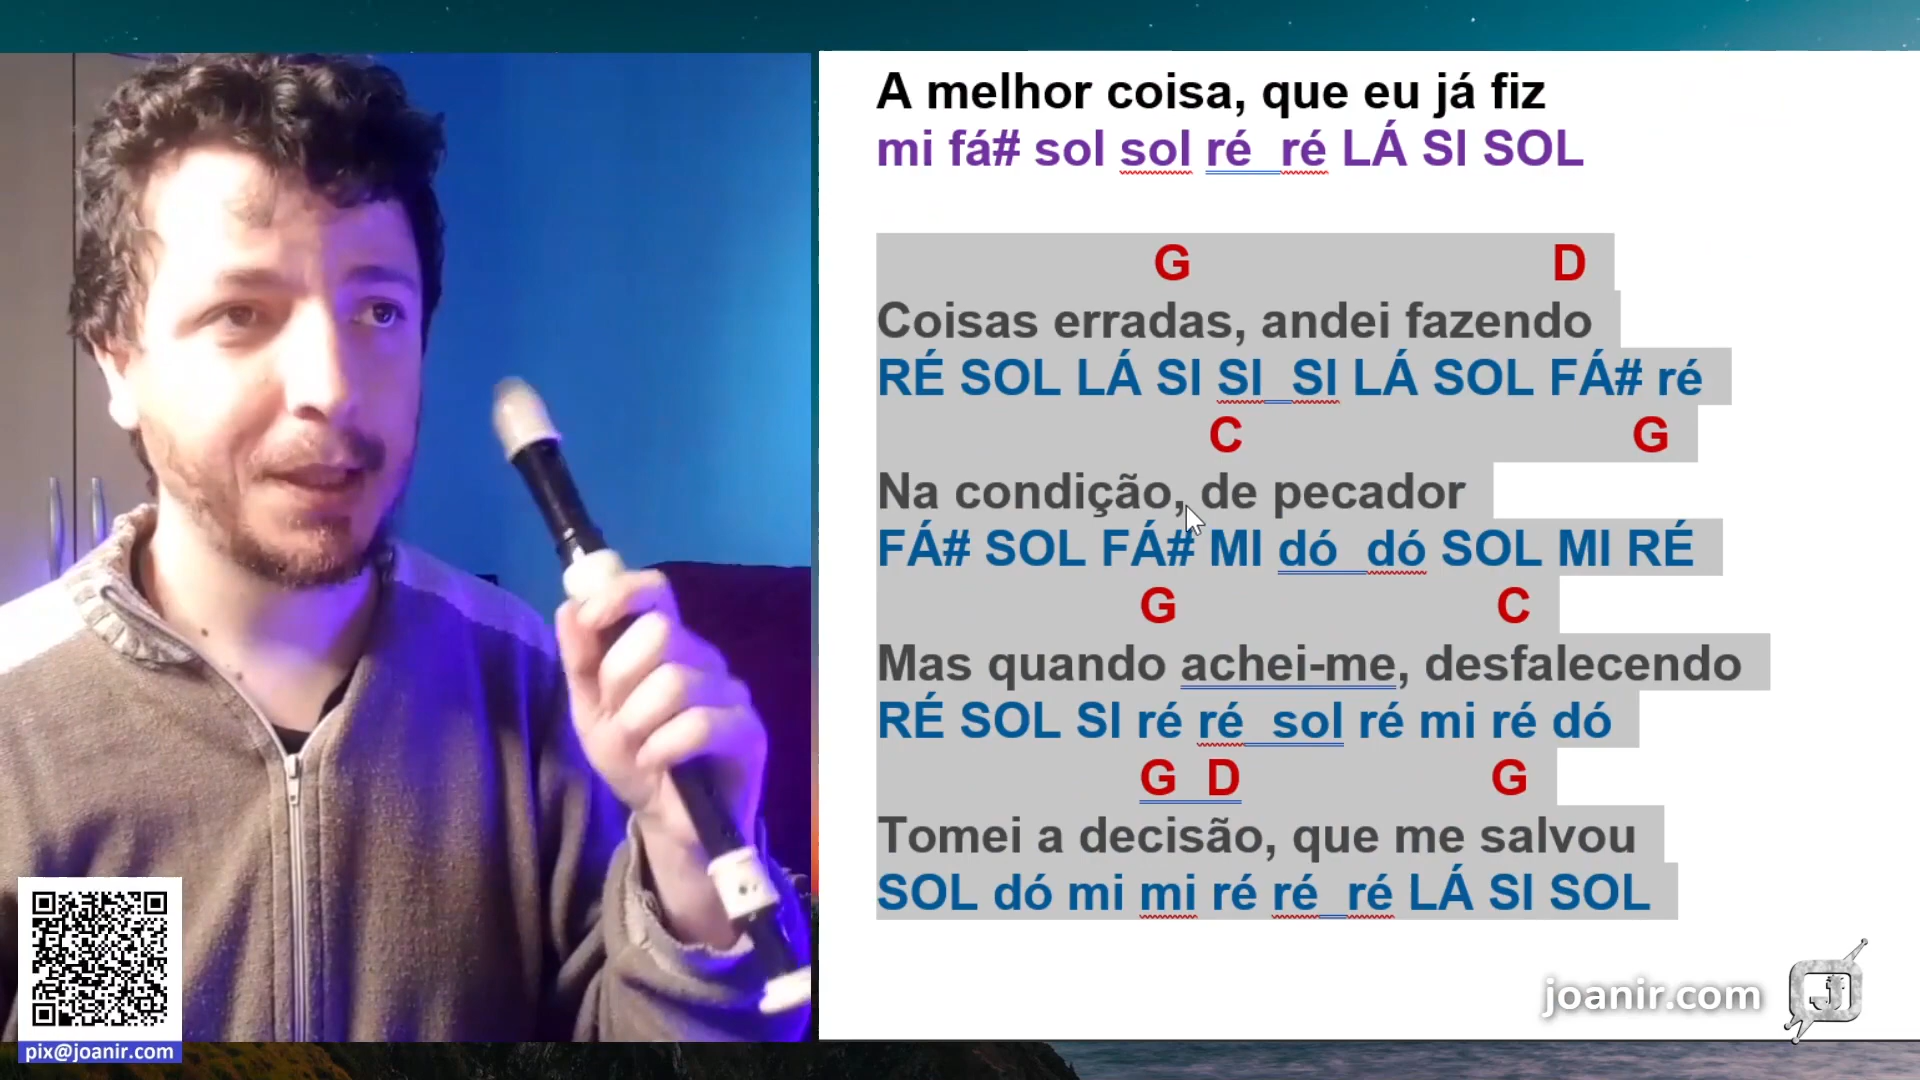 A melhor coisa, que eu já fiz
mi fá# sol sol ré ré LÁ SI SOL
G D
Coisas erradas, andei fazendo
RÉ SOL LÁ SI SI SI LÁ SOL FÁ# ré
C G
Na condição, de pecador
FÁ# SOL FÁ# MI dó dó SOL MI RÉ
G C
Mas quando achei-me, desfalecendo
RÉ SOL SI ré ré sol ré mi ré dó
G D G
Tomei a decisão, que me salvou
SOL dó mi mi ré ré ré LÁ SI SOL
joanir.com
J
pix@joanir.com